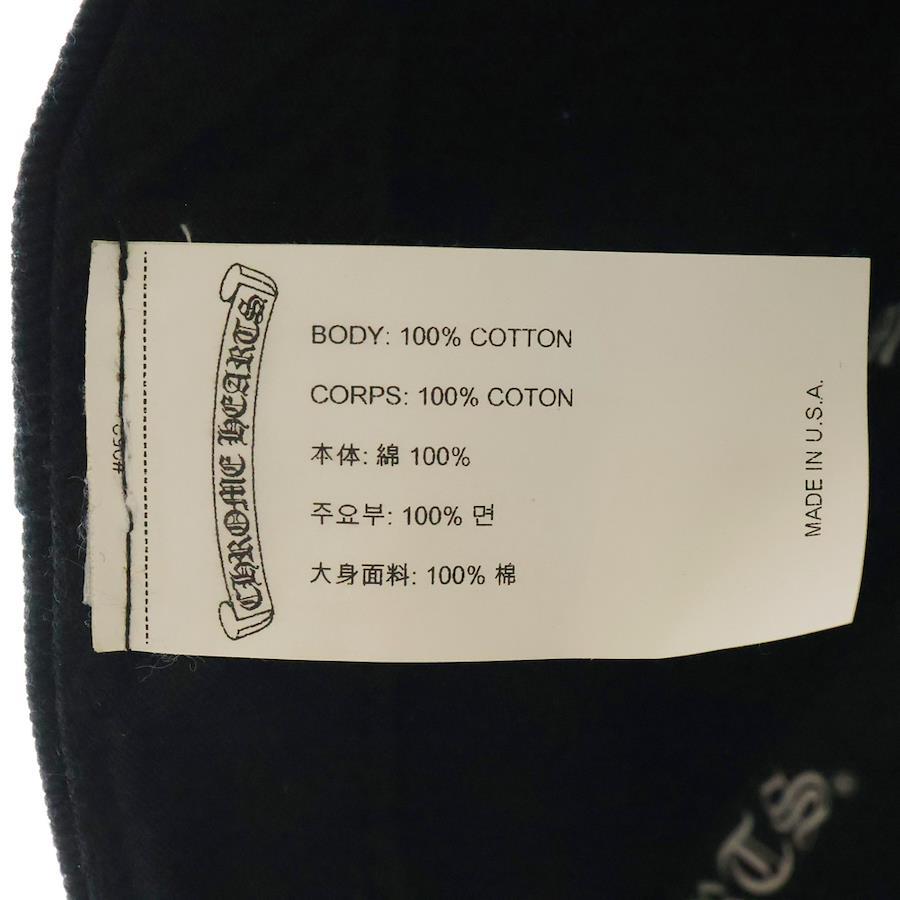 CHROME HEARTS
BODY: 100% COTTON
CORPS: 100% COTON
本体: 綿 100%
주요부: 100% 면
大身面料: 100% 棉
MADE IN U.S.A.